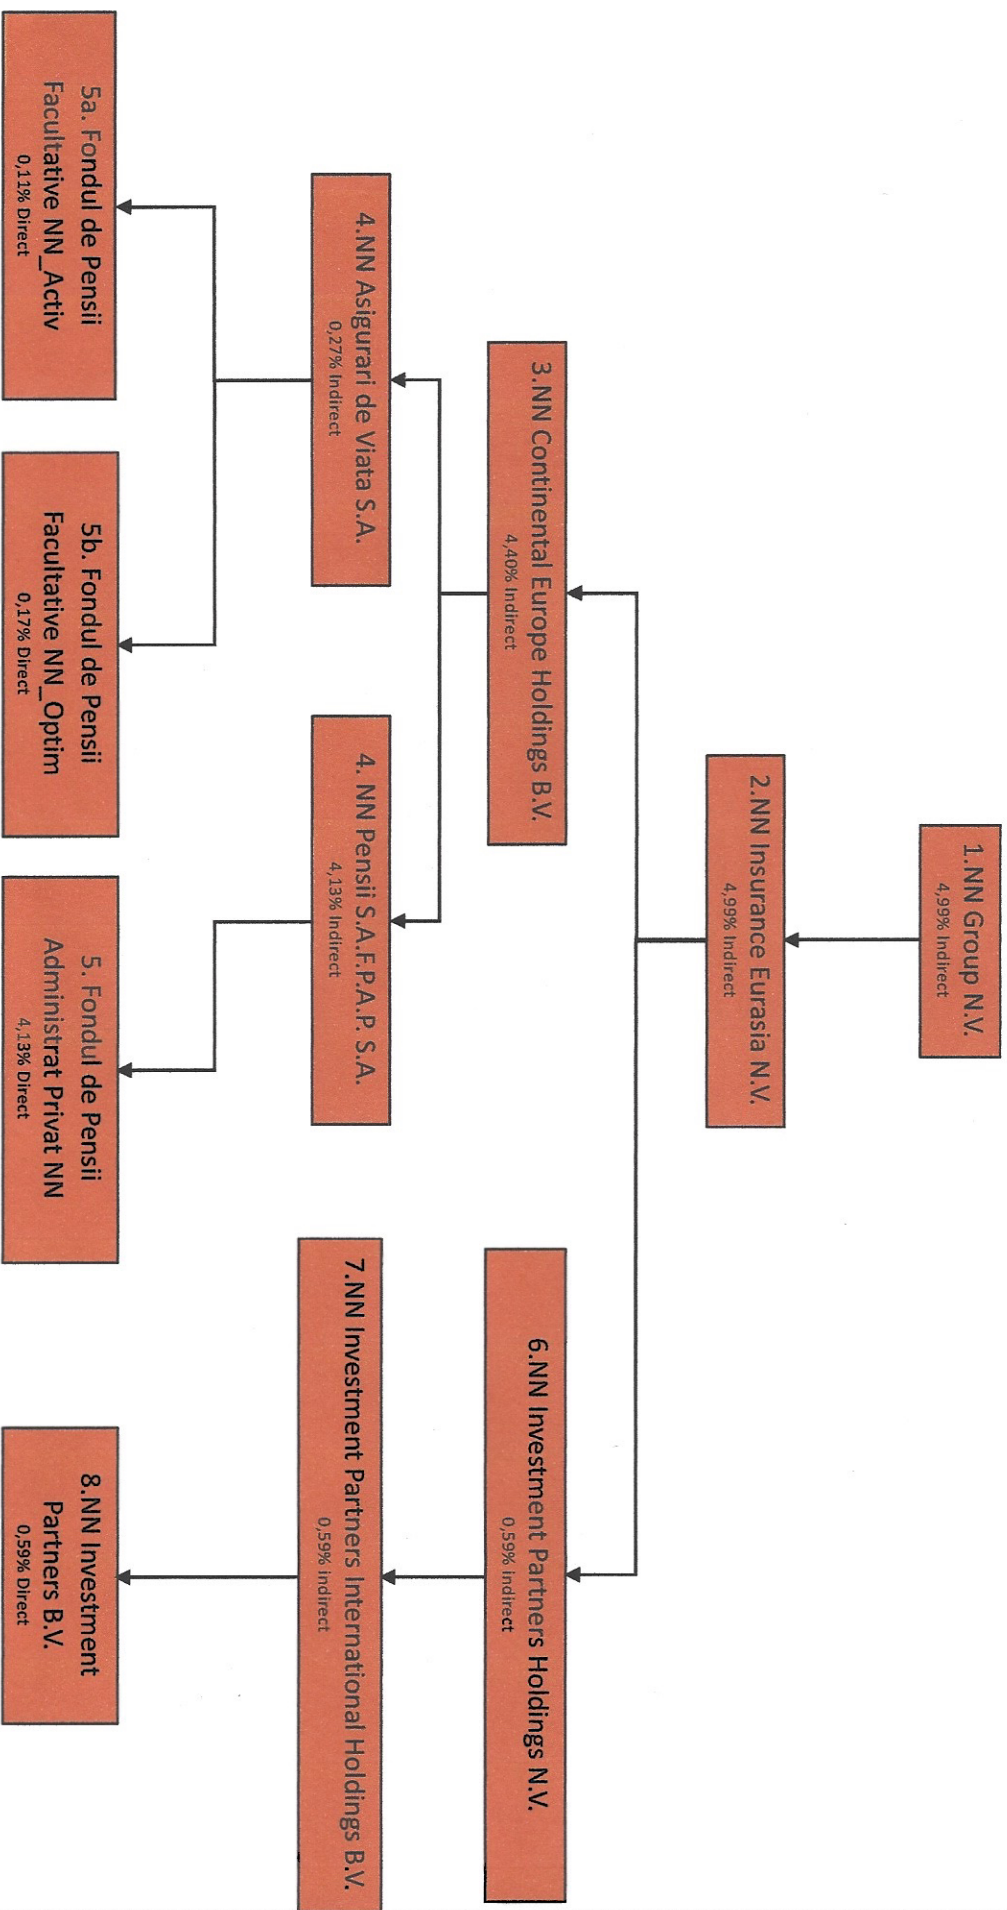 1.NN Group N.V.
4,99% Indirect
2.NN Insurance Eurasia N.V.
4,99% Indirect
3.NN Continental Europe Holdings B.V.
4,40% Indirect
6.NN Investment Partners Holdings N.V.
0,59% indirect
4.NN Asigurari de Viata S.A.
0,27% Indirect
4. NN Pensii S.A.F.P.A.P. S.A.
4,13% Indirect
7.NN Investment Partners International Holdings B.V.
0,59% indirect
5a. Fondul de Pensii
Facultative NN_Activ
0,11% Direct
5b. Fondul de Pensii
Facultative NN_Optim
0,17% Direct
5. Fondul de Pensii
Administrat Privat NN
4,13% Direct
8.NN Investment
Partners B.V.
0,59% Direct